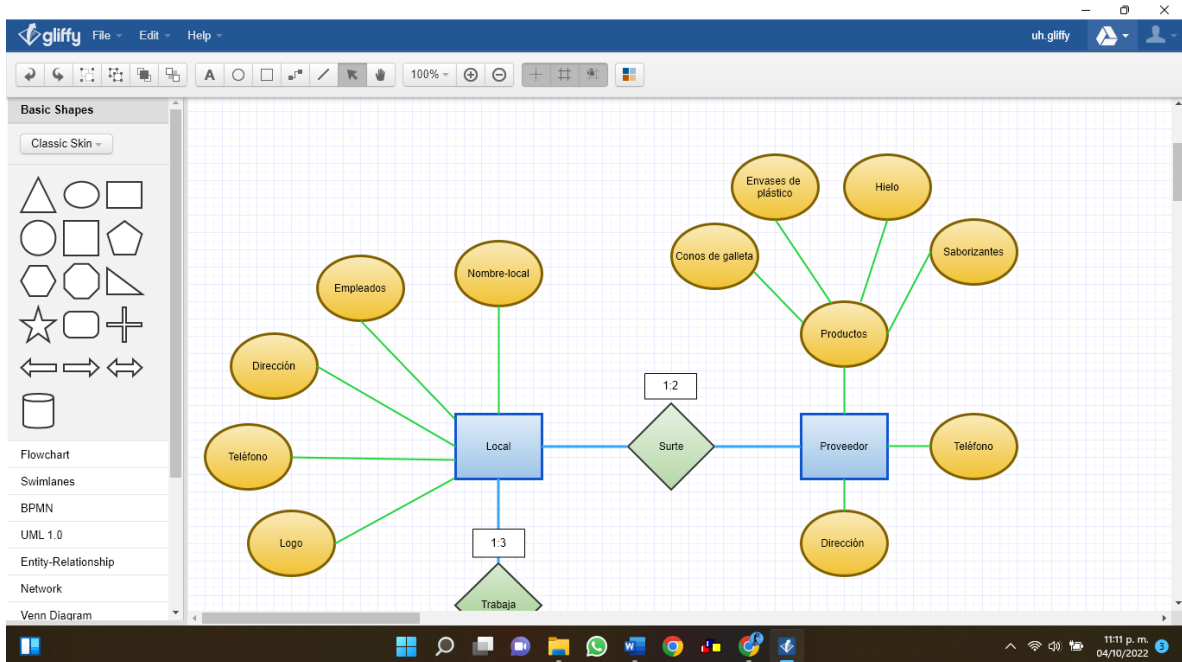 gliffy File Edit Help uh.gliffy
A 100%
Basic Shapes
Classic Skin
Flowchart
Swimlanes
BPMN
UML 1.0
Entity-Relationship
Network
Venn Diagram
Envases de
plástico
Hielo
Conos de galleta
Saborizantes
Nombre-local
Empleados
Productos
Dirección
1:2
Local
Surte
Proveedor
Teléfono
Teléfono
Logo
1:3
Dirección
Trabaja
11:11 p. m.
04/10/2022
3